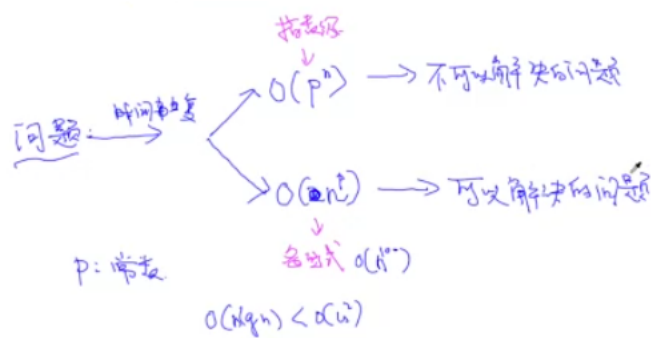 指数级
O(pⁿ) → 不可以解决的问题
问题: 时间复杂
O(nᵖ) → 可以解决的问题
多项式 O(n¹⁰⁰)
p: 常数
O(nlgn) < O(n²)